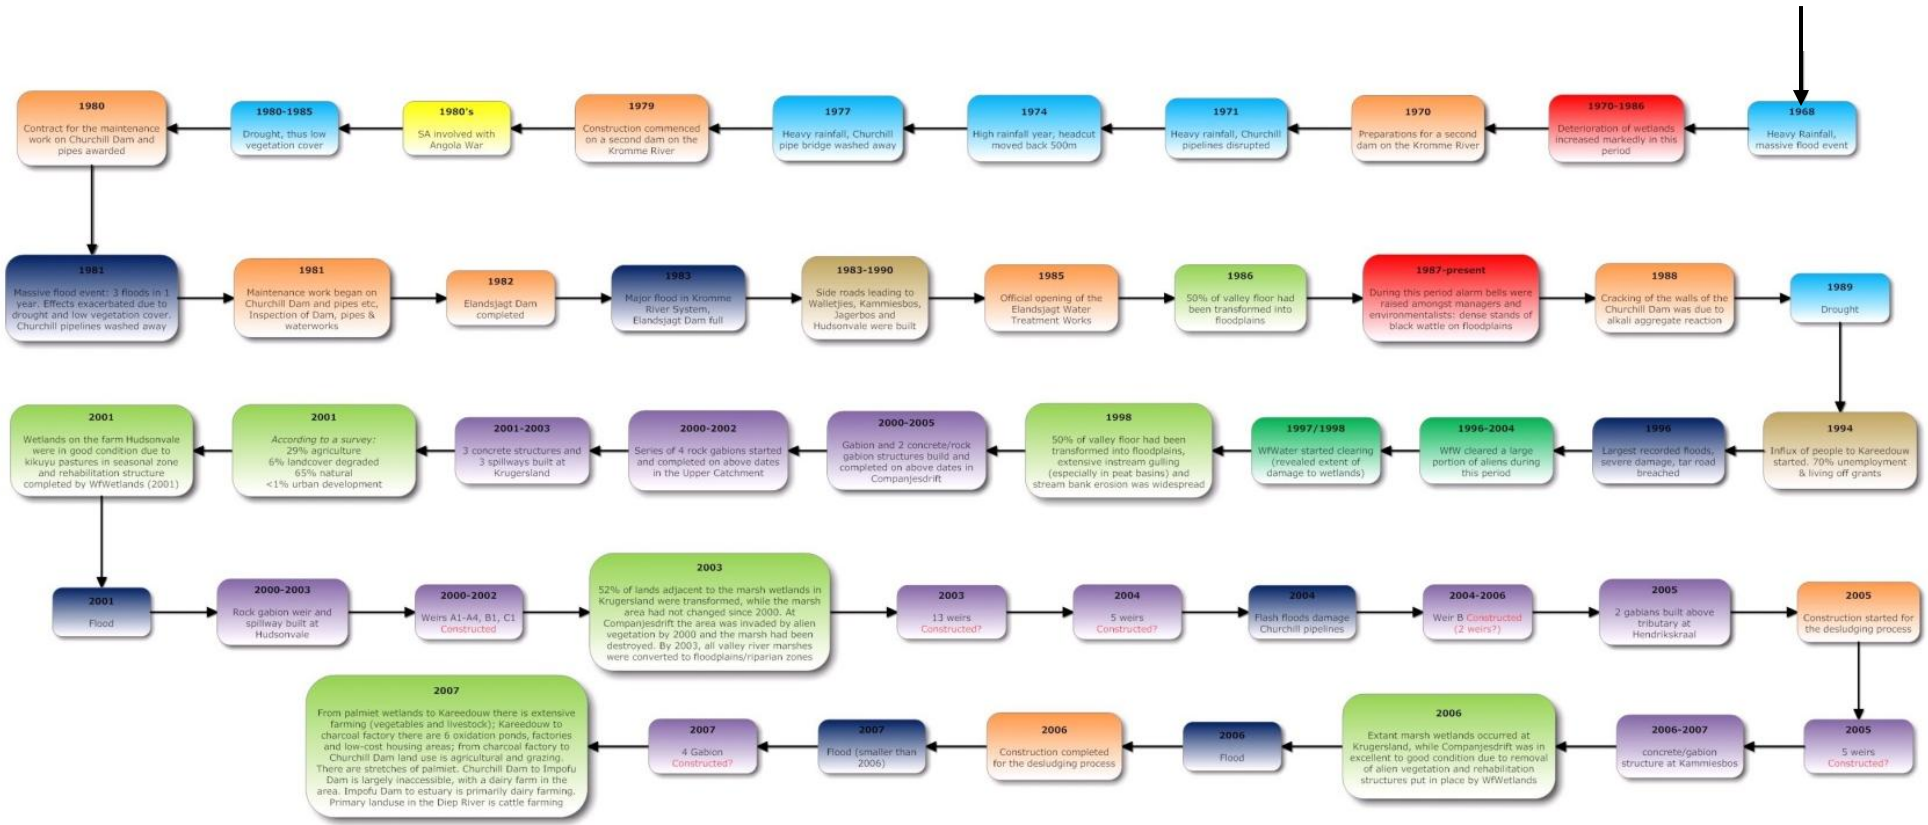 1968
Heavy Rainfall,
massive flood event
1970-1986
Deterioration of wetlands
increased markedly in this
period
1970
Preparations for a second
dam on the Kromme River
1971
Heavy rainfall, Churchill
pipelines disrupted
1974
High rainfall year, headcut
moved back 500m
1977
Heavy rainfall, Churchill
pipe bridge washed away
1979
Construction commenced
on a second dam on the
Kromme River
1980's
SA involved with
Angola War
1980-1985
Drought, thus low
vegetation cover
1980
Contract for the maintenance
work on Churchill Dam and
pipes awarded
1981
Massive flood event: 3 floods in 1
year. Effects exacerbated due to
drought and low vegetation cover.
Churchill pipelines washed away
1981
Maintenance work began on
Churchill Dam and pipes etc,
Inspection of Dam, pipes &
waterworks
1982
Elandsjagt Dam
completed
1983
Major flood in Kromme
River System,
Elandsjagt Dam full
1983-1990
Side roads leading to
Walletjies, Kammiesbos,
Jagerbos and
Hudsonvale were built
1985
Official opening of the
Elandsjagt Water
Treatment Works
1986
50% of valley floor had
been transformed into
floodplains
1987-present
During this period alarm bells were
raised amongst managers and
environmentalists: dense stands of
black wattle on floodplains
1988
Cracking of the walls of the
Churchill Dam was due to
alkali aggregate reaction
1989
Drought
1994
Influx of people to Kareedouw
started. 70% unemployment
& living off grants
1996
Largest recorded floods,
severe damage, tar road
breached
1996-2004
WfW cleared a large
portion of aliens during
this period
1997/1998
WfWater started clearing
(revealed extent of
damage to wetlands)
1998
50% of valley floor had been
transformed into floodplains,
extensive instream gulling
(especially in peat basins) and
stream bank erosion was widespread
2000-2005
Gabion and 2 concrete/rock
gabion structures build and
completed on above dates in
Companjesdrift
2000-2002
Series of 4 rock gabions started
and completed on above dates
in the Upper Catchment
2001-2003
3 concrete structures and
3 spillways built at
Krugersland
2001
According to a survey:
29% agriculture
6% landcover degraded
65% natural
<1% urban development
2001
Wetlands on the farm Hudsonvale
were in good condition due to
kikuyu pastures in seasonal zone
and rehabilitation structure
completed by WfWetlands (2001)
2001
Flood
2000-2003
Rock gabion weir and
spillway built at
Hudsonvale
2000-2002
Weirs A1-A4, B1, C1
Constructed
2003
52% of lands adjacent to the marsh wetlands in
Krugersland were transformed, while the marsh
area had not changed since 2000. At
Companjesdrift the area was invaded by alien
vegetation by 2000 and the marsh had been
destroyed. By 2003, all valley river marshes
were converted to floodplains/riparian zones
2003
13 weirs
Constructed?
2004
5 weirs
Constructed?
2004
Flash floods damage
Churchill pipelines
2004-2006
Weir B Constructed
(2 weirs?)
2005
2 gabians built above
tributary at
Hendrikskraal
2005
Construction started for
the desludging process
2005
5 weirs
Constructed?
2006-2007
concrete/gabion
structure at Kammiesbos
2006
Extant marsh wetlands occurred at
Krugersland, while Companjesdrift was in
excellent to good condition due to removal
of alien vegetation and rehabilitation
structures put in place by WfWetlands
2006
Flood
2006
Construction completed
for the desludging process
2007
Flood (smaller than
2006)
2007
4 Gabion
Constructed?
2007
From palmiet wetlands to Kareedouw there is extensive
farming (vegetables and livestock); Kareedouw to
charcoal factory there are 6 oxidation ponds, factories
and low-cost housing areas; from charcoal factory to
Churchill Dam land use is agricultural and grazing.
There are stretches of palmiet. Churchill Dam to Impofu
Dam is largely inaccessible, with a dairy farm in the
area. Impofu Dam to estuary is primarily dairy farming.
Primary landuse in the Diep River is cattle farming